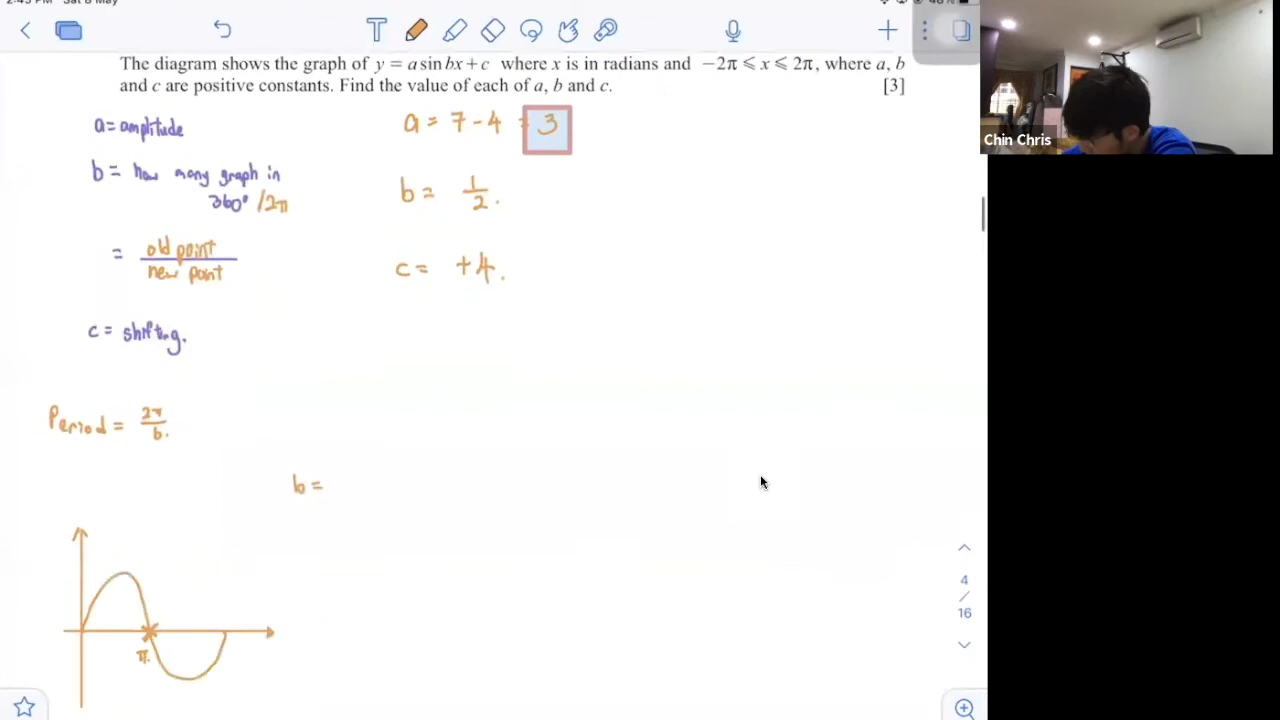 The diagram shows the graph of y = a sin bx + c where x is in radians and −2π ⩽ x ⩽ 2π, where a, b
and c are positive constants. Find the value of each of a, b and c. [3]
a = amplitude
a = 7 - 4 = 3
b = how many graph in
360° / 2π
b = 1/2.
= old point
new point
c = +4.
c = shifting.
Period = 2π/b.
b =
π.
Chin Chris
4
/
16